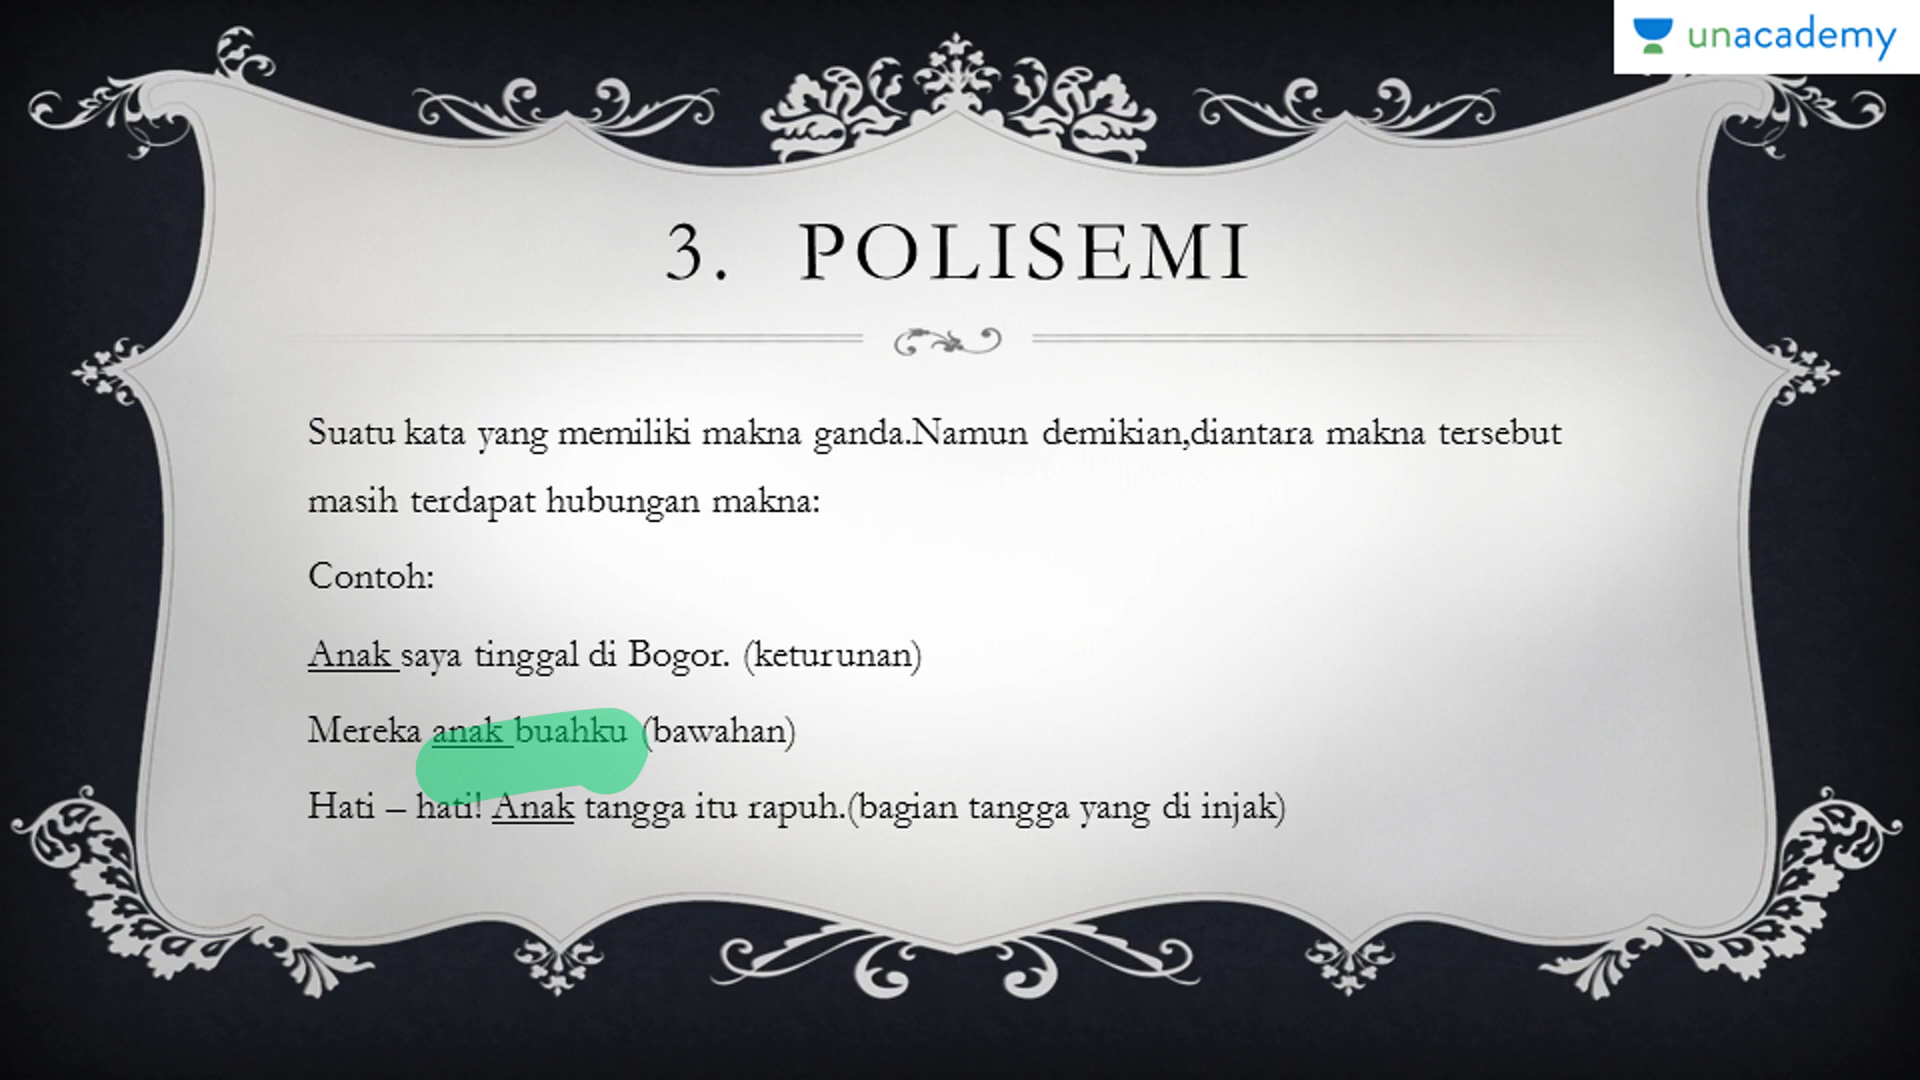 unacademy
3. POLISEMI
Suatu kata yang memiliki makna ganda.Namun demikian,diantara makna tersebut
masih terdapat hubungan makna:
Contoh:
Anak saya tinggal di Bogor. (keturunan)
Mereka anak buahku (bawahan)
Hati – hati! Anak tangga itu rapuh.(bagian tangga yang di injak)